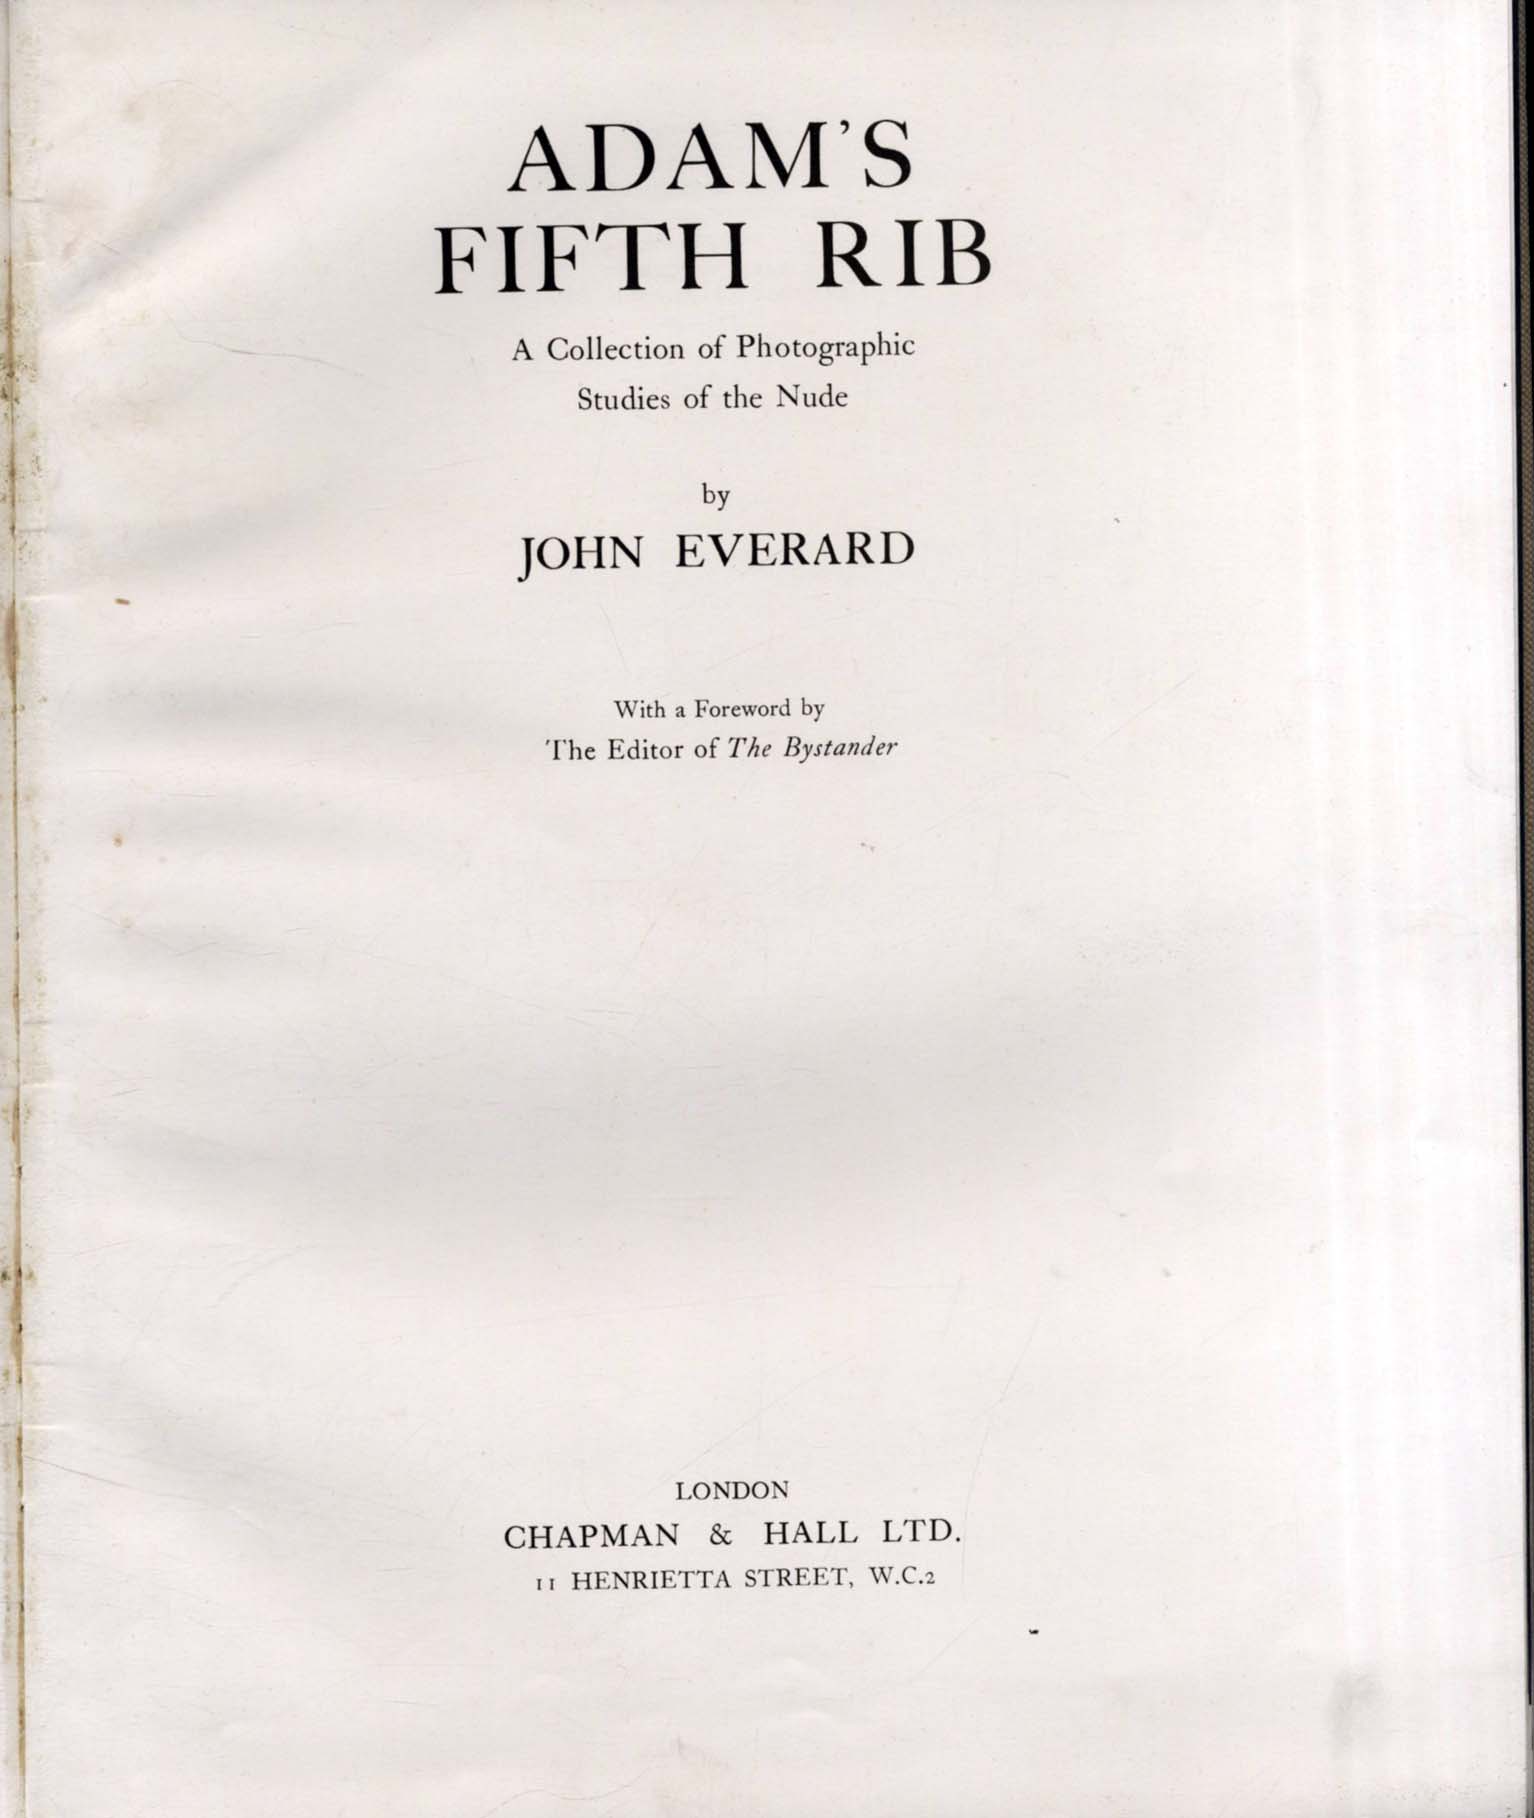 ADAM'S
FIFTH RIB
A Collection of Photographic
Studies of the Nude
by
JOHN EVERARD
With a Foreword by
The Editor of The Bystander
LONDON
CHAPMAN & HALL LTD.
11 HENRIETTA STREET, W.C.2